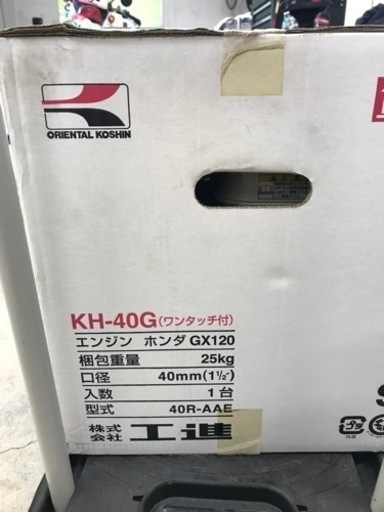 ORIENTAL KOSHIN
KH-40G(ワンタッチ付)
エンジン ホンダ GX120
梱包重量 25kg
口径 40mm(1½")
入数 1台
型式 40R-AAE
株式会社 工進